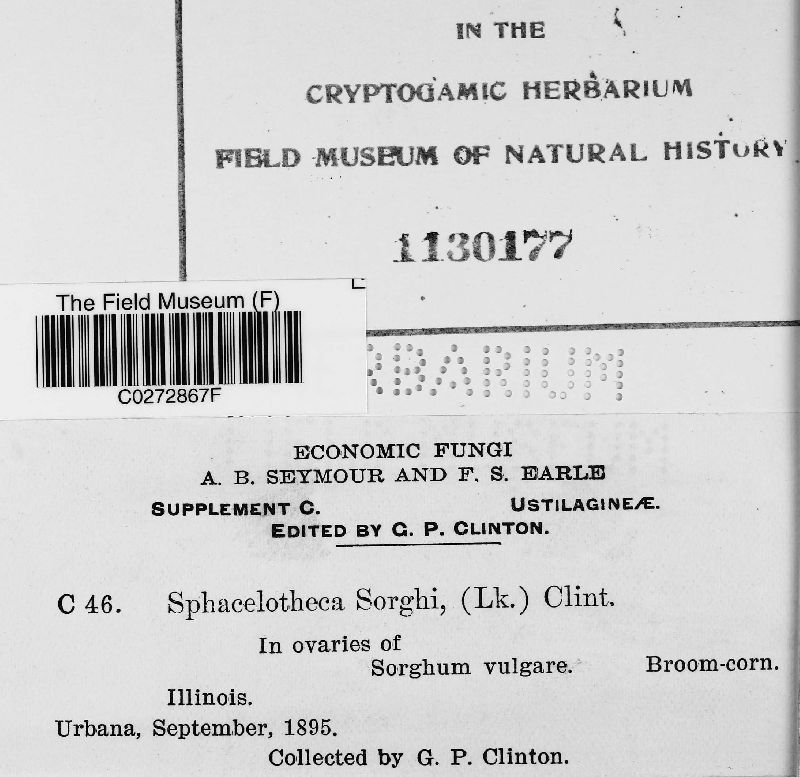 IN THE
CRYPTOGAMIC HERBARIUM
FIELD MUSEUM OF NATURAL HISTORY
1130177
The Field Museum (F)
C0272867F
RBARIUM
ECONOMIC FUNGI
A. B. SEYMOUR AND F. S. EARLE
SUPPLEMENT C. USTILAGINEÆ.
EDITED BY G. P. CLINTON.
C 46. Sphacelotheca Sorghi, (Lk.) Clint.
In ovaries of
Sorghum vulgare. Broom-corn.
Illinois.
Urbana, September, 1895.
Collected by G. P. Clinton.